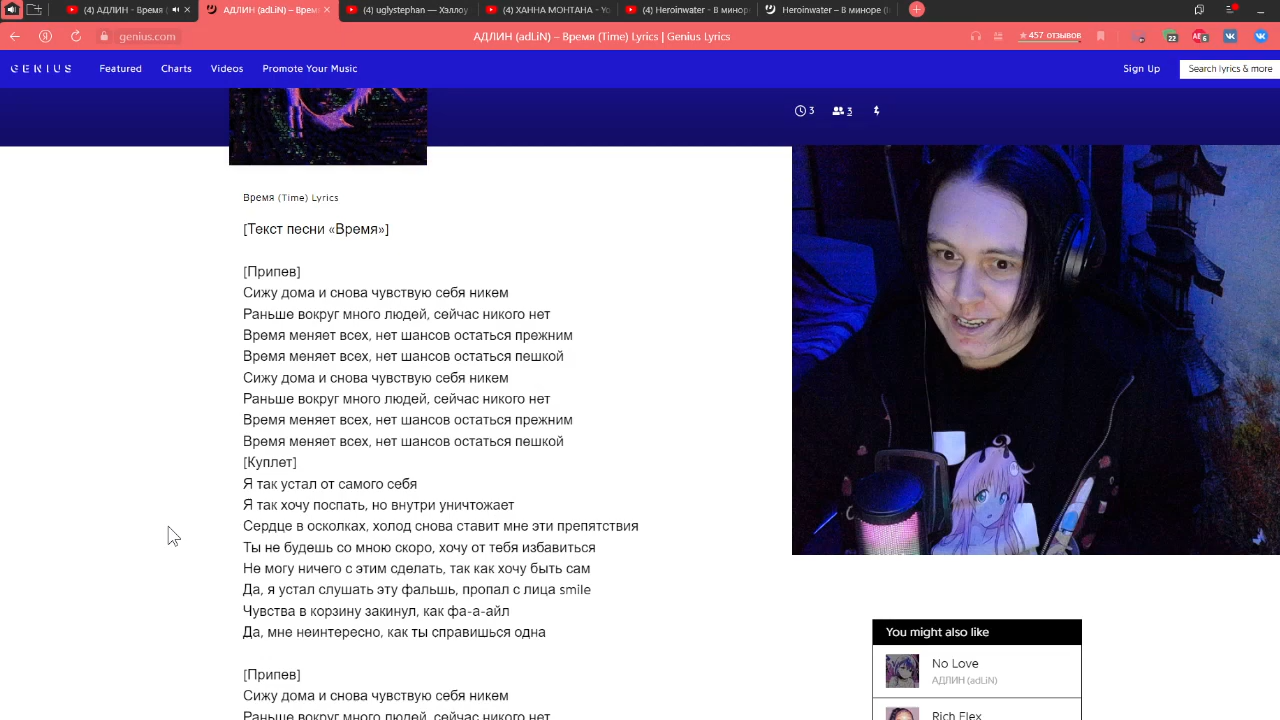 (4) АДЛИН - Время (
АДЛИН (adLiN) – Врем
(4) uglystephan — Хэллоу
(4) ХАННА МОНТАНА - Yo
(4) Heroinwater - В минор
Heroinwater – В миноре (
genius.com
АДЛИН (adLiN) – Время (Time) Lyrics | Genius Lyrics
★457 отзывов
22
6
GENIUS
Featured
Charts
Videos
Promote Your Music
Sign Up
Search lyrics & more
3
3
Время (Time) Lyrics
[Текст песни «Время»]
[Припев]
Сижу дома и снова чувствую себя никем
Раньше вокруг много людей, сейчас никого нет
Время меняет всех, нет шансов остаться прежним
Время меняет всех, нет шансов остаться пешкой
Сижу дома и снова чувствую себя никем
Раньше вокруг много людей, сейчас никого нет
Время меняет всех, нет шансов остаться прежним
Время меняет всех, нет шансов остаться пешкой
[Куплет]
Я так устал от самого себя
Я так хочу поспать, но внутри уничтожает
Сердце в осколках, холод снова ставит мне эти препятствия
Ты не будешь со мною скоро, хочу от тебя избавиться
Не могу ничего с этим сделать, так как хочу быть сам
Да, я устал слушать эту фальшь, пропал с лица smile
Чувства в корзину закинул, как фа-а-айл
Да, мне неинтересно, как ты справишься одна
[Припев]
Сижу дома и снова чувствую себя никем
Раньше вокруг много людей, сейчас никого нет
You might also like
No Love
АДЛИН (adLiN)
Rich Flex